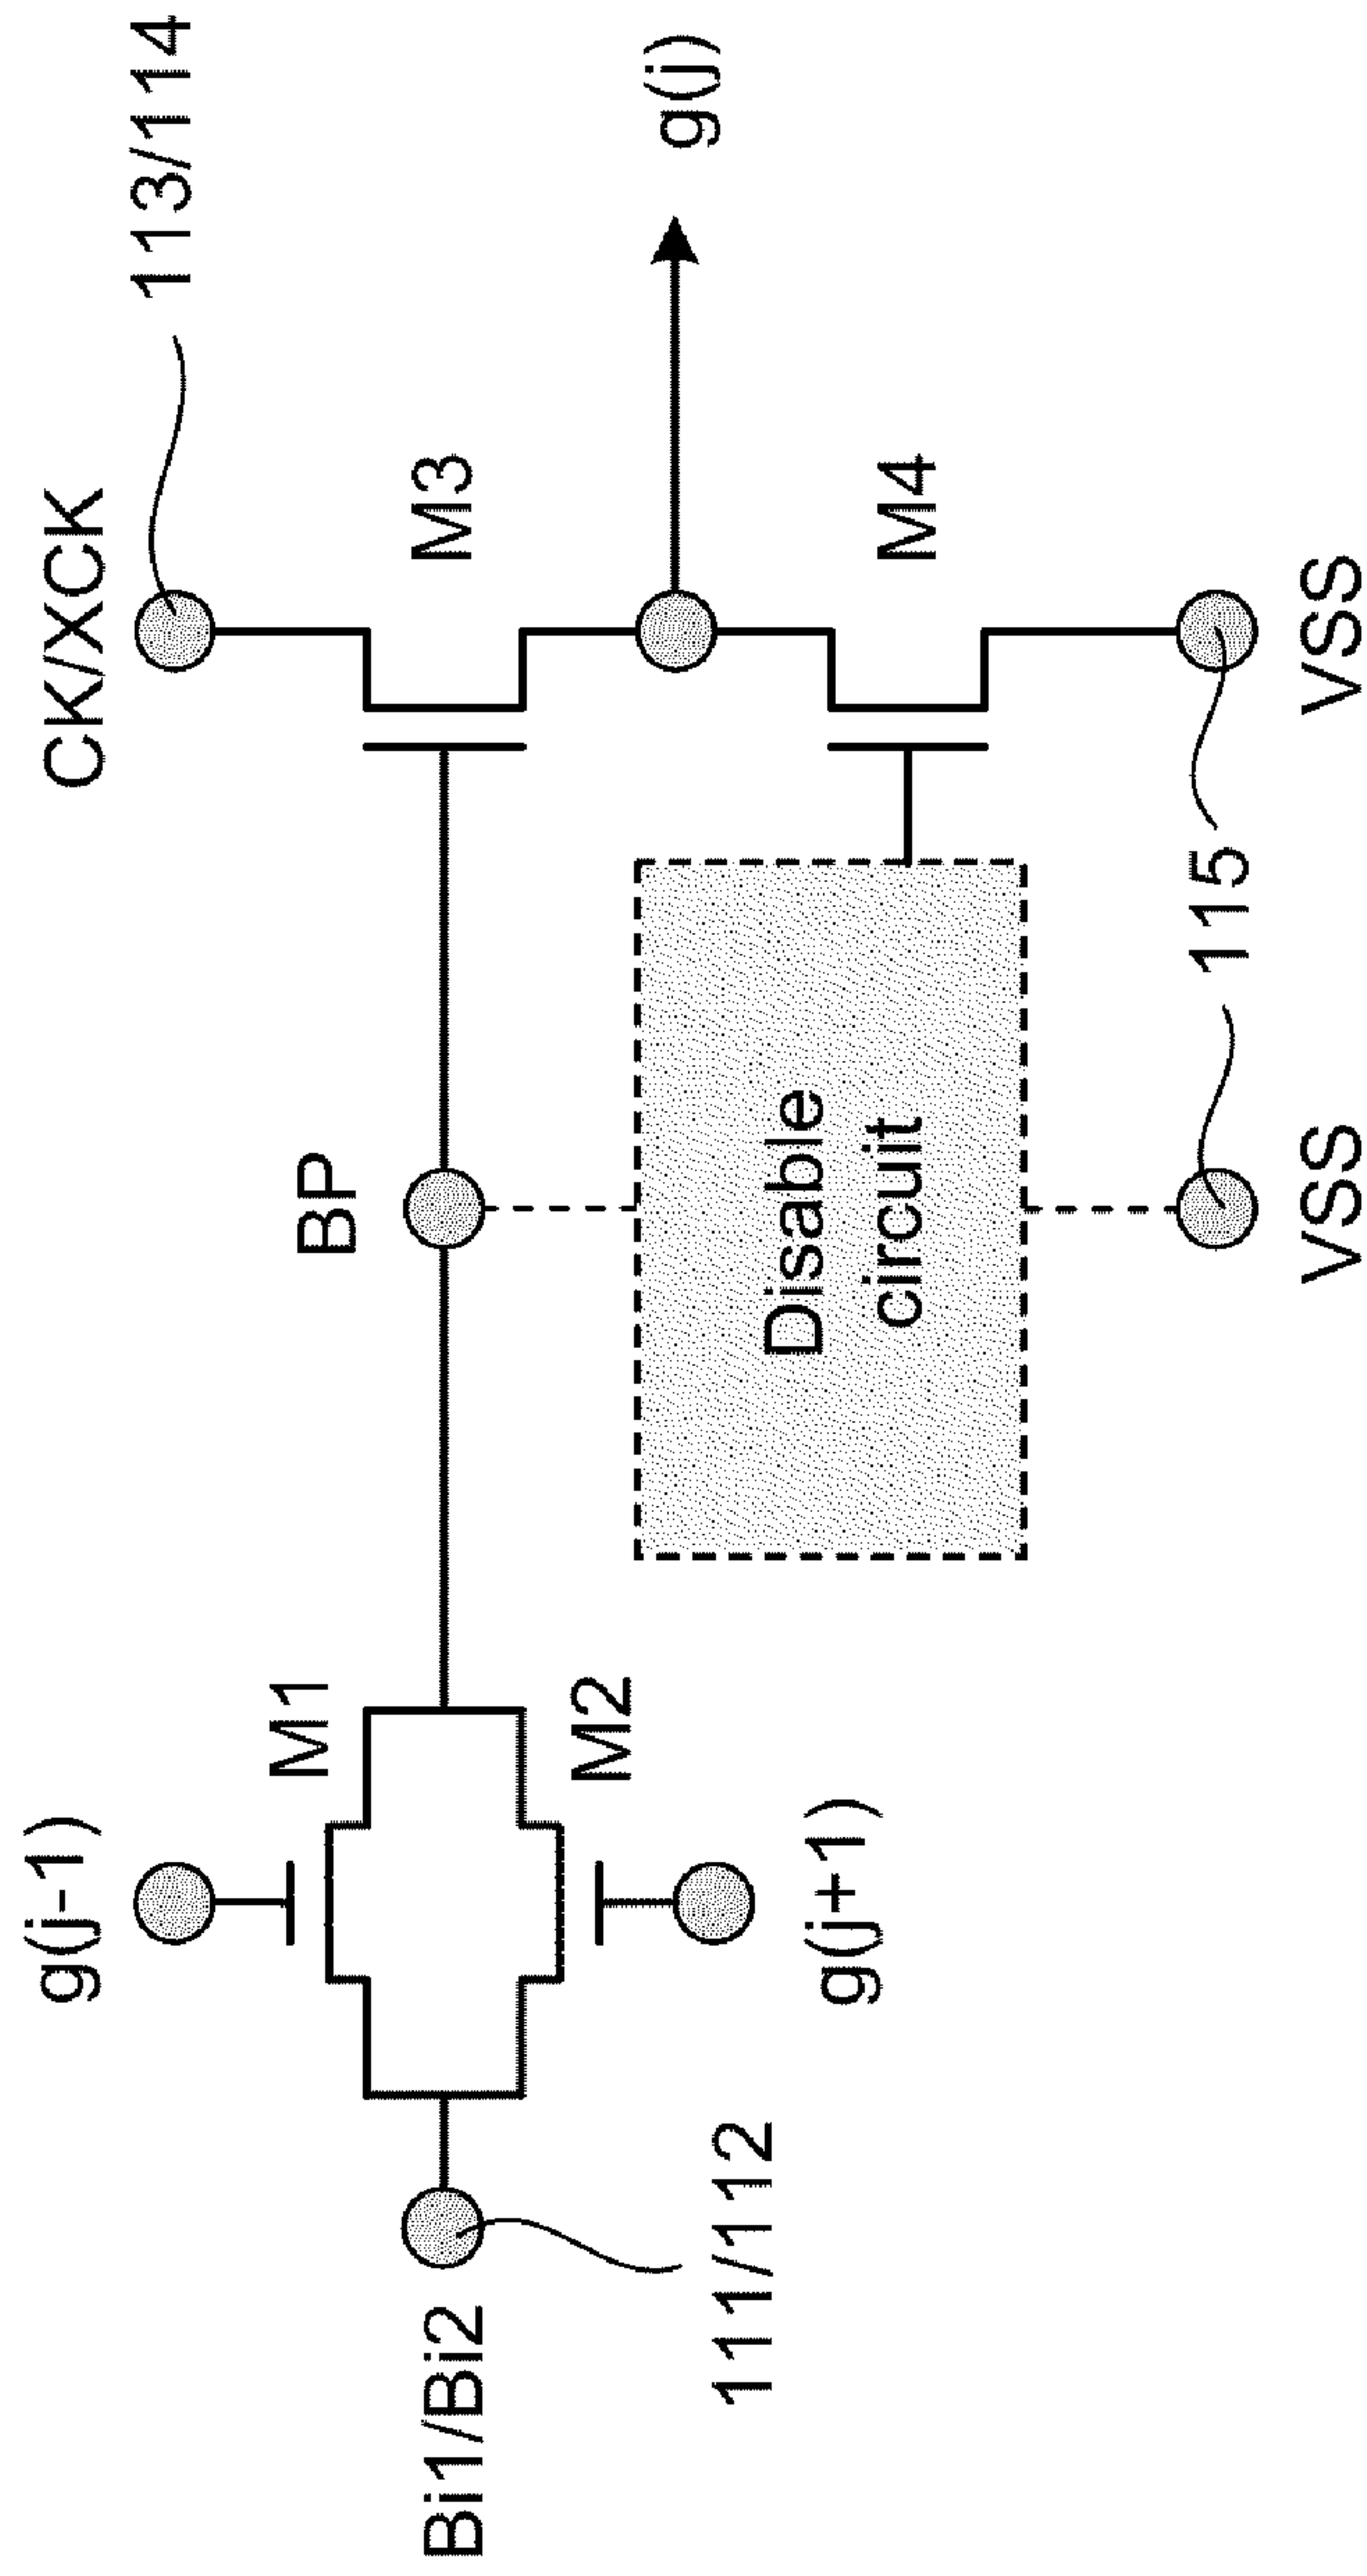 g(j-1)
CK/XCK
113/114
M1
BP
M3
Bi1/Bi2
g(j)
M2
111/112
g(j+1)
Disable
circuit
M4
115
VSS
VSS